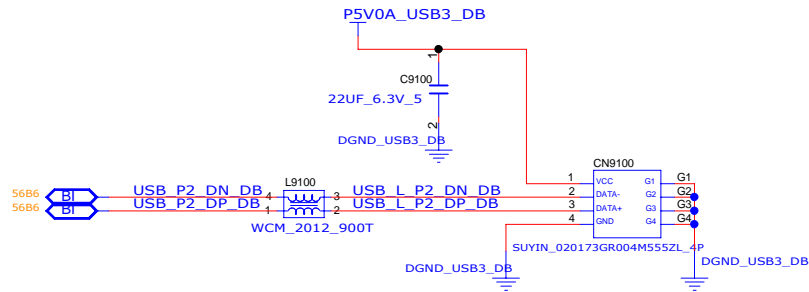 P5V0A_USB3_DB
1
C9100
22UF_6.3V_5
2
DGND_USB3_DB
CN9100
1 VCC G1 G1
56B6 BI USB_P2_DN_DB 4 L9100 3 USB_L_P2_DN_DB 2 DATA- G2 G2
56B6 BI USB_P2_DP_DB 1 2 USB_L_P2_DP_DB 3 DATA+ G3 G3
4 GND G4 G4
WCM_2012_900T
SUYIN_020173GR004M555ZL_4P
DGND_USB3_DB
DGND_USB3_DB